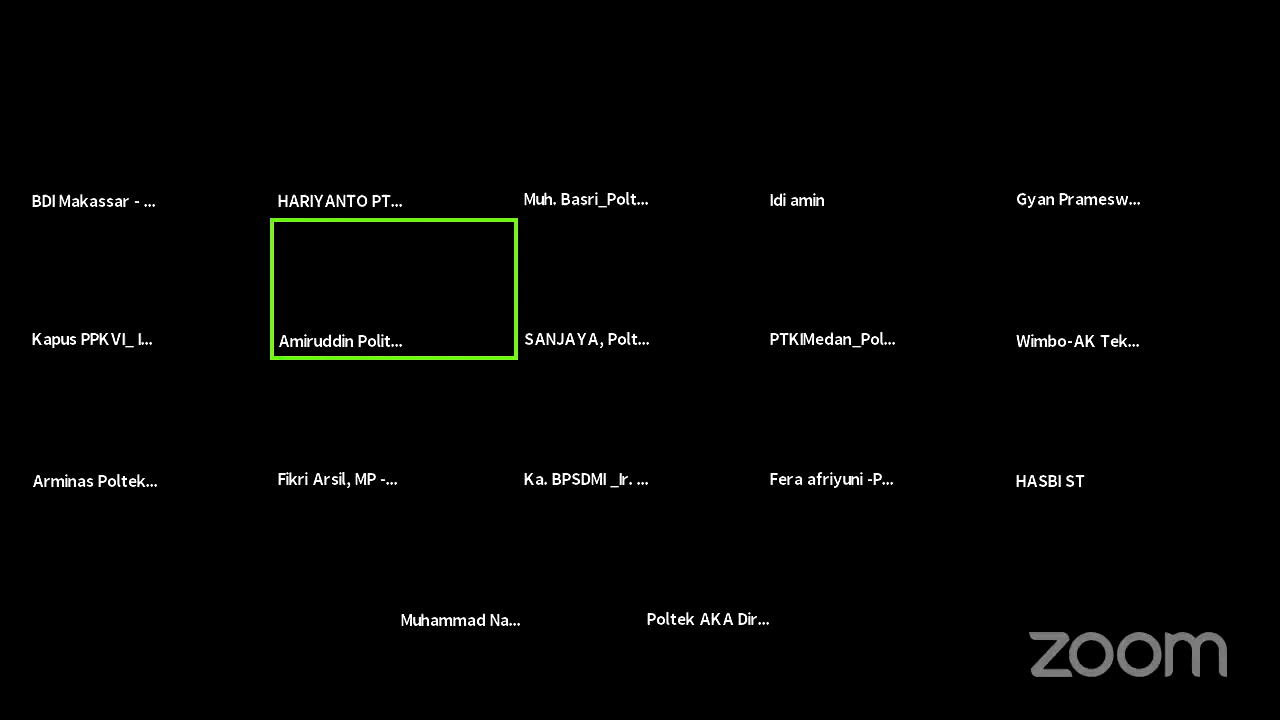 BDI Makassar - ...
HARIYANTO PT...
Muh. Basri_Polt...
Idi amin
Gyan Pramesw...
Kapus PPKVI_ I...
Amiruddin Polit...
SANJAYA, Polt...
PTKIMedan_Pol...
Wimbo-AK Tek...
Arminas Poltek...
Fikri Arsil, MP -...
Ka. BPSDMI _Ir. ...
Fera afriyuni -P...
HASBI ST
Muhammad Na...
Poltek AKA Dir...
zoom